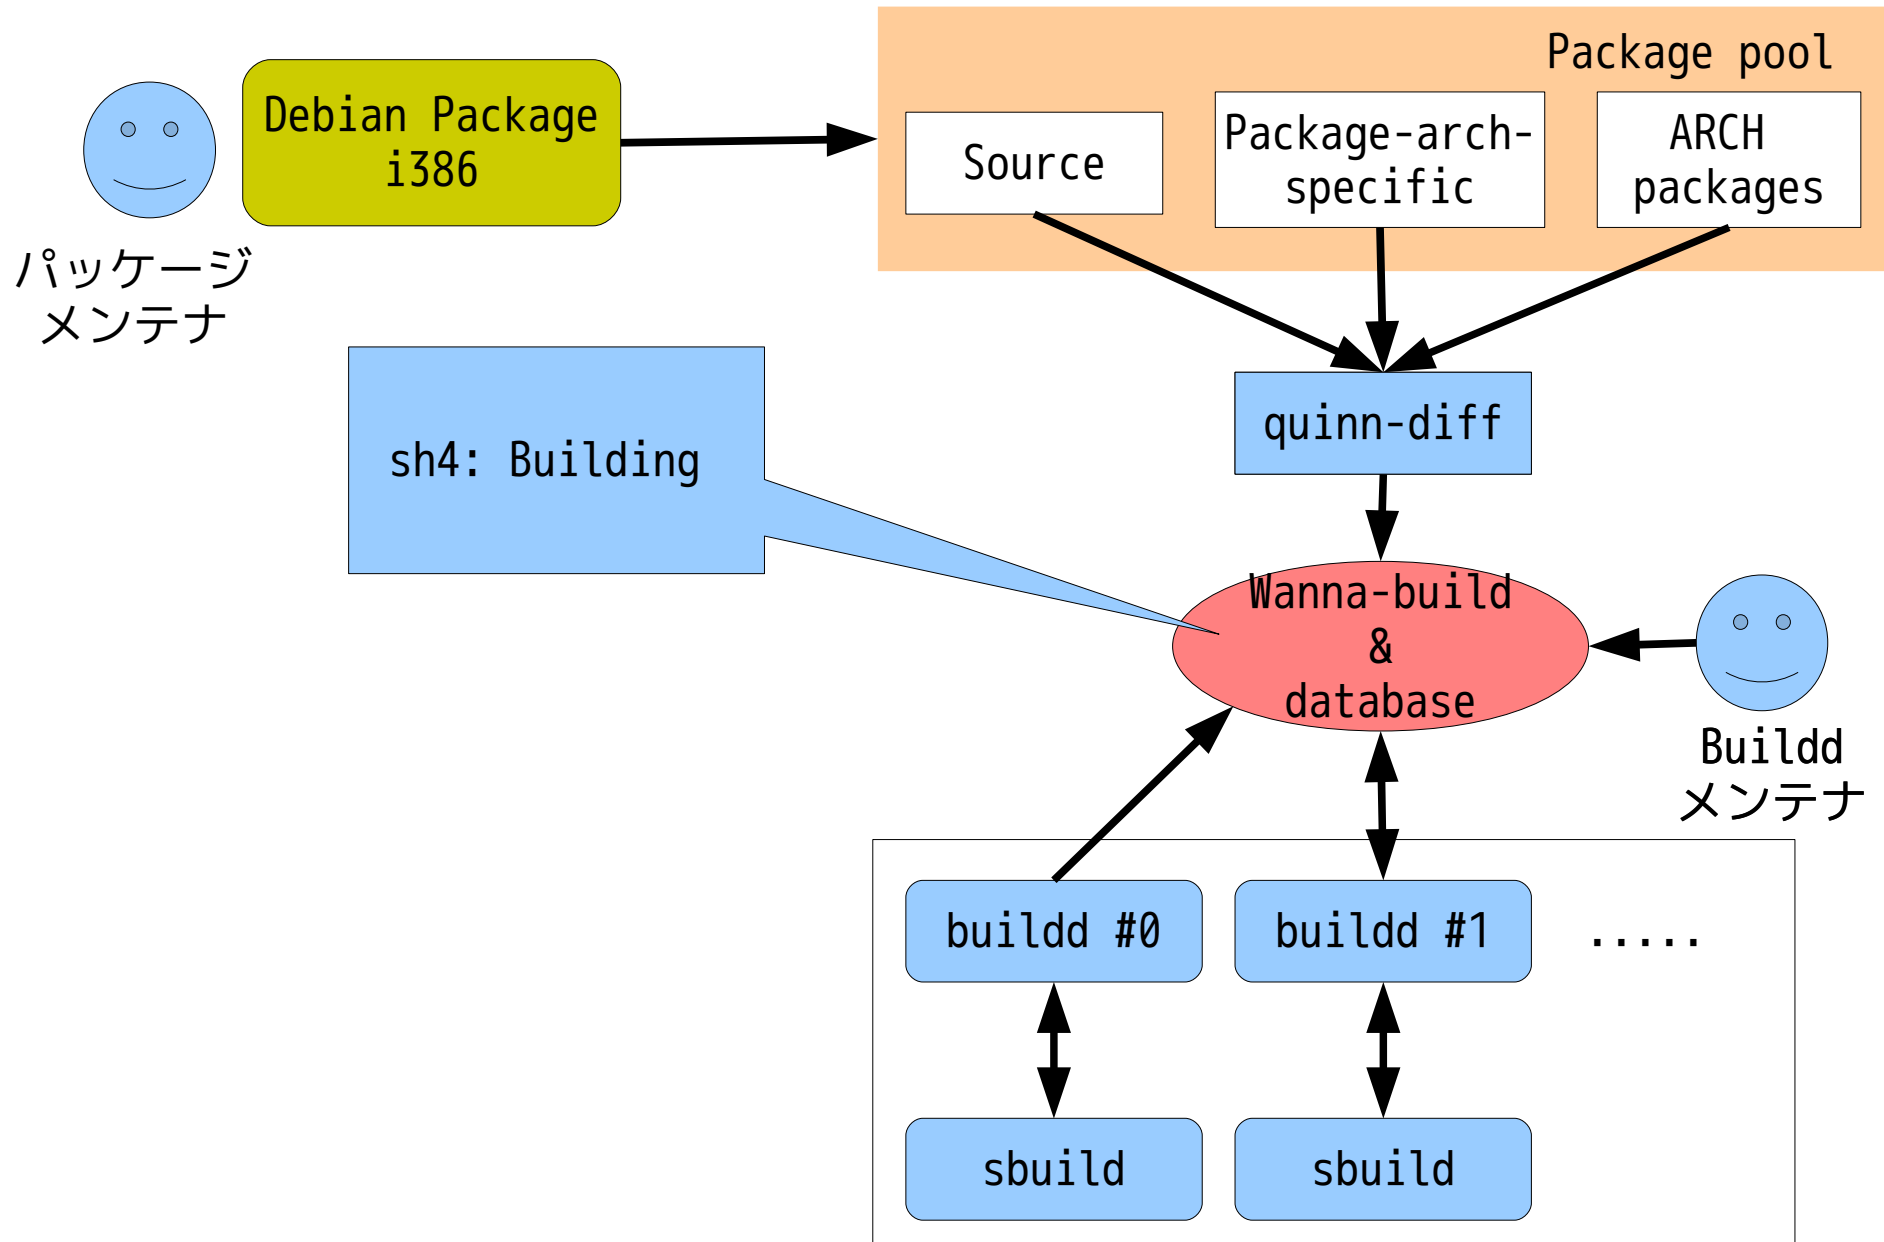 Package pool
Debian Package
i386
Source
Package-arch-
specific
ARCH
packages
パッケージ
メンテナ
quinn-diff
sh4: Building
Wanna-build
&
database
Buildd
メンテナ
buildd #0
buildd #1
.....
sbuild
sbuild